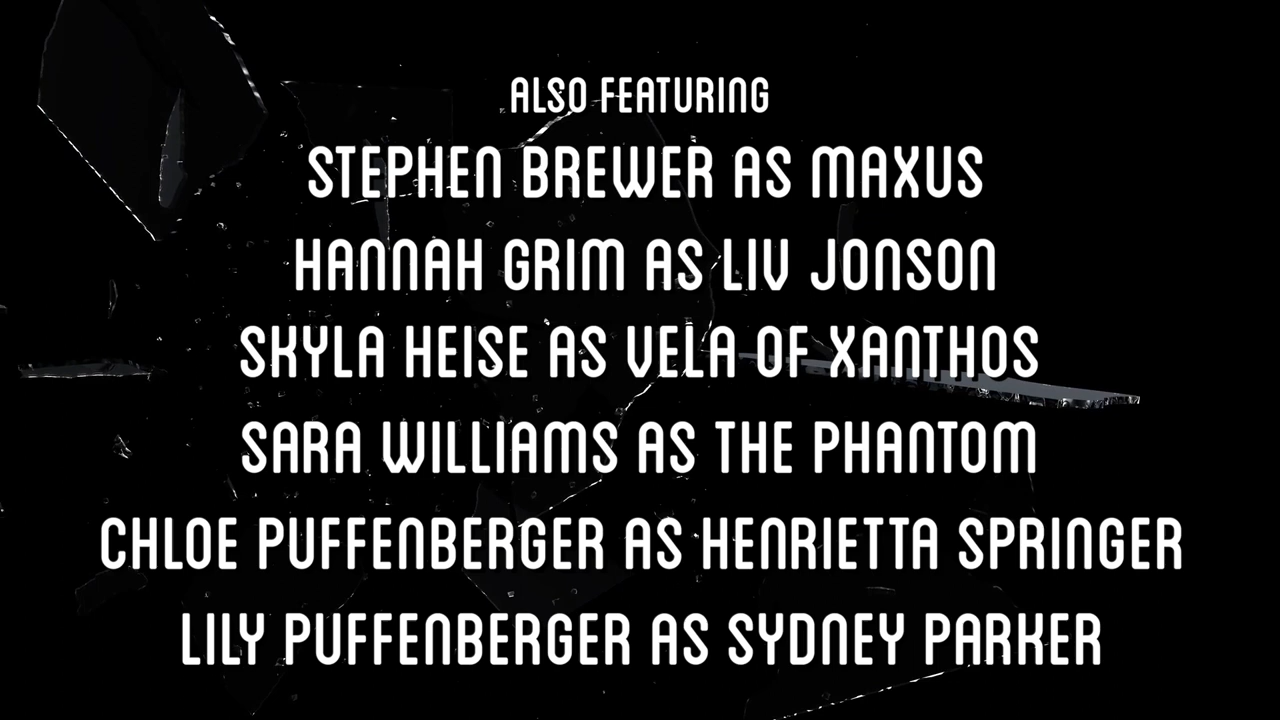 ALSO FEATURING
STEPHEN BREWER AS MAXUS
HANNAH GRIM AS LIV JONSON
SKYLA HEISE AS VELA OF XANTHOS
SARA WILLIAMS AS THE PHANTOM
CHLOE PUFFENBERGER AS HENRIETTA SPRINGER
LILY PUFFENBERGER AS SYDNEY PARKER